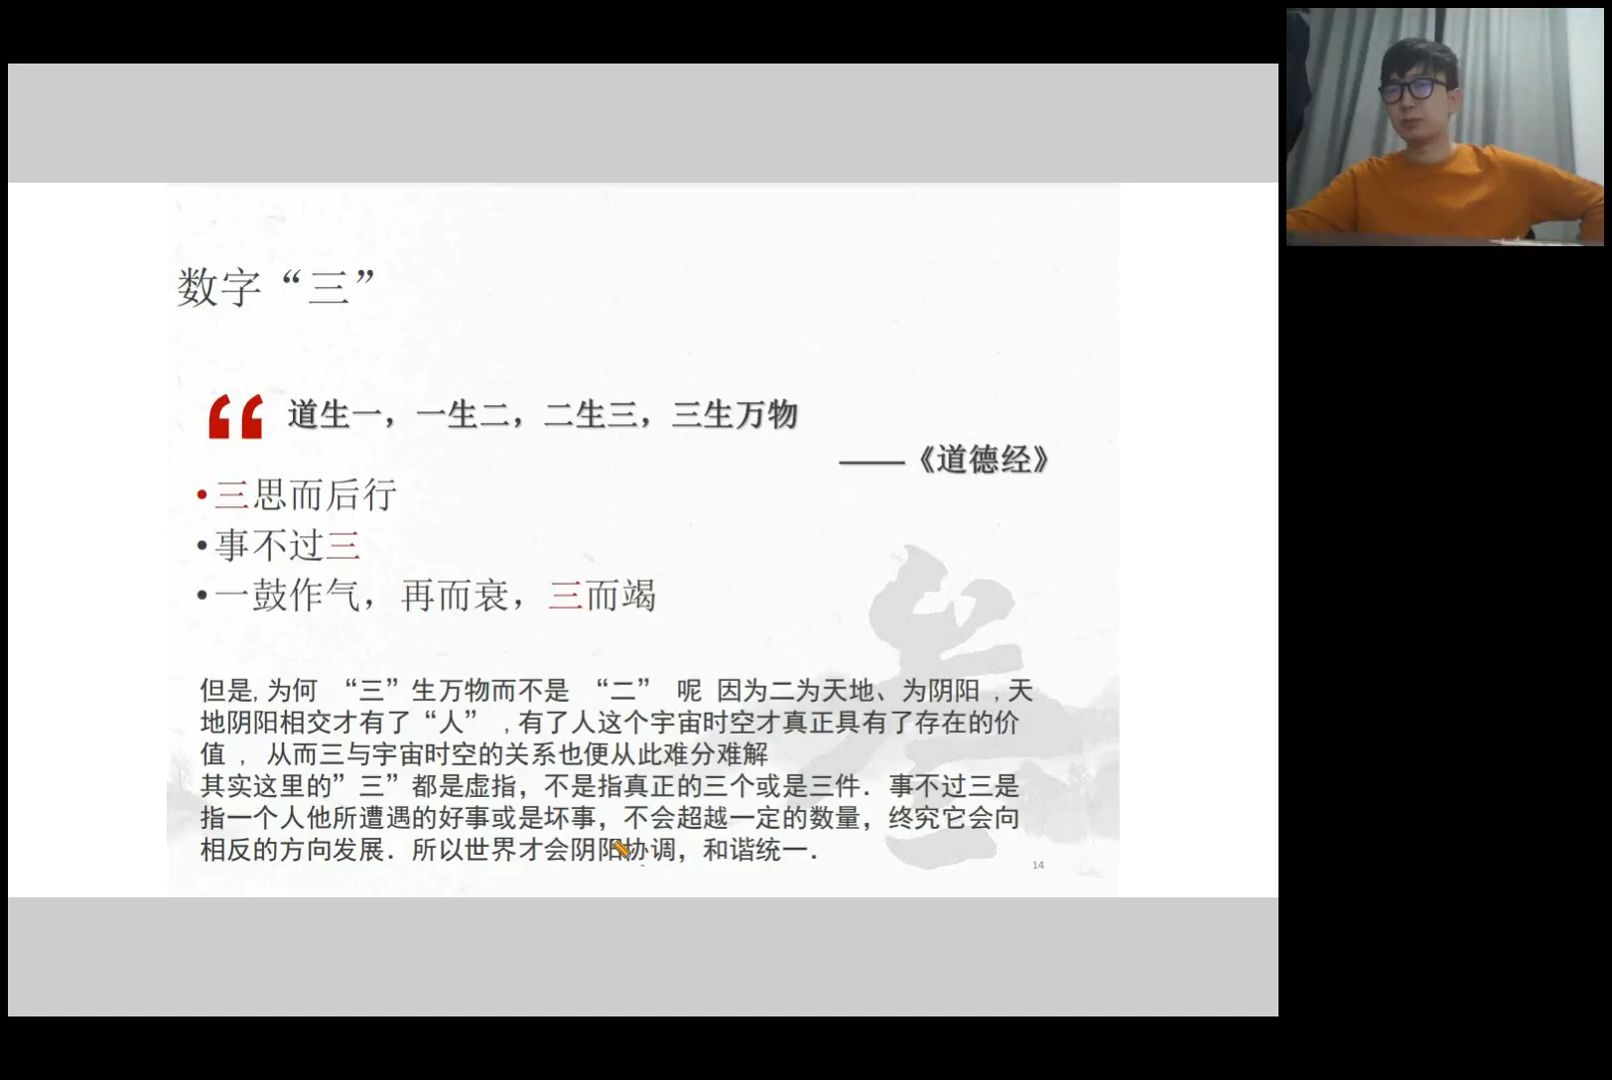 数字“三”
道生一，一生二，二生三，三生万物
——《道德经》
•三思而后行
•事不过三
•一鼓作气，再而衰，三而竭
但是,为何 “三”生万物而不是 “二” 呢 因为二为天地、为阴阳 ,天
地阴阳相交才有了“人” ,有了人这个宇宙时空才真正具有了存在的价
值 ， 从而三与宇宙时空的关系也便从此难分难解
其实这里的”三”都是虚指，不是指真正的三个或是三件．事不过三是
指一个人他所遭遇的好事或是坏事，不会超越一定的数量，终究它会向
相反的方向发展．所以世界才会阴阳协调，和谐统一．
14